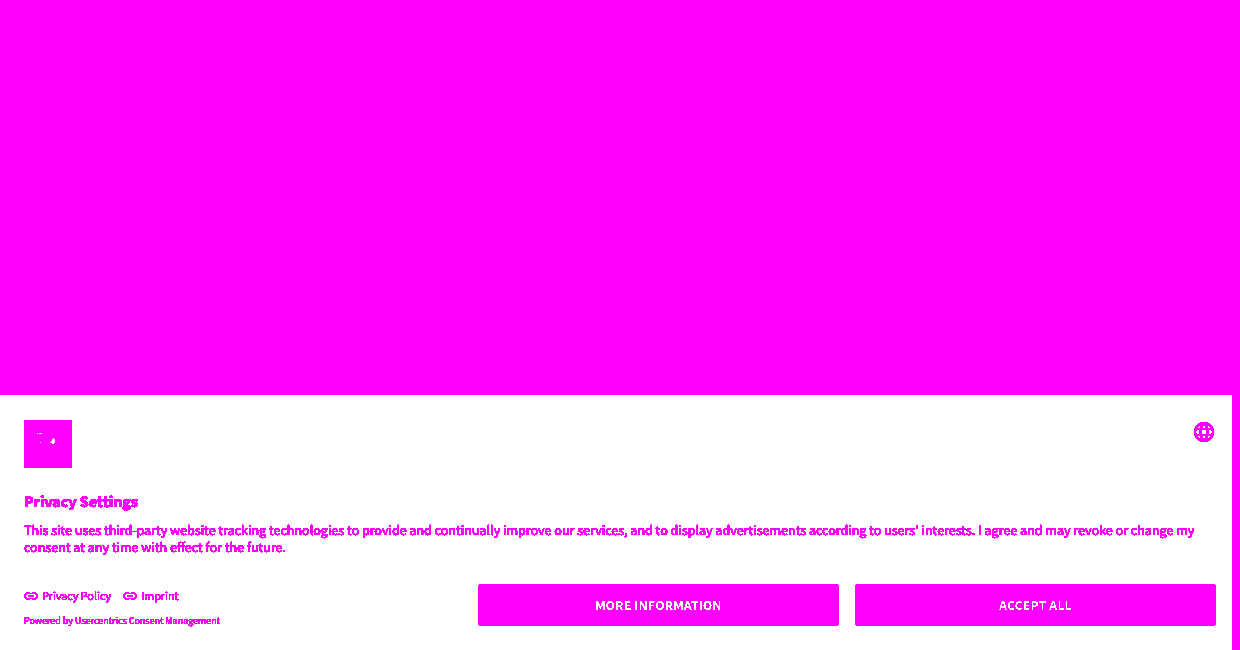 Privacy Settings
This site uses third-party website tracking technologies to provide and continually improve our services, and to display advertisements according to users' interests. I agree and may revoke or change my
consent at any time with effect for the future.
Privacy Policy Imprint
MORE INFORMATION
ACCEPT ALL
Powered by Usercentrics Consent Management